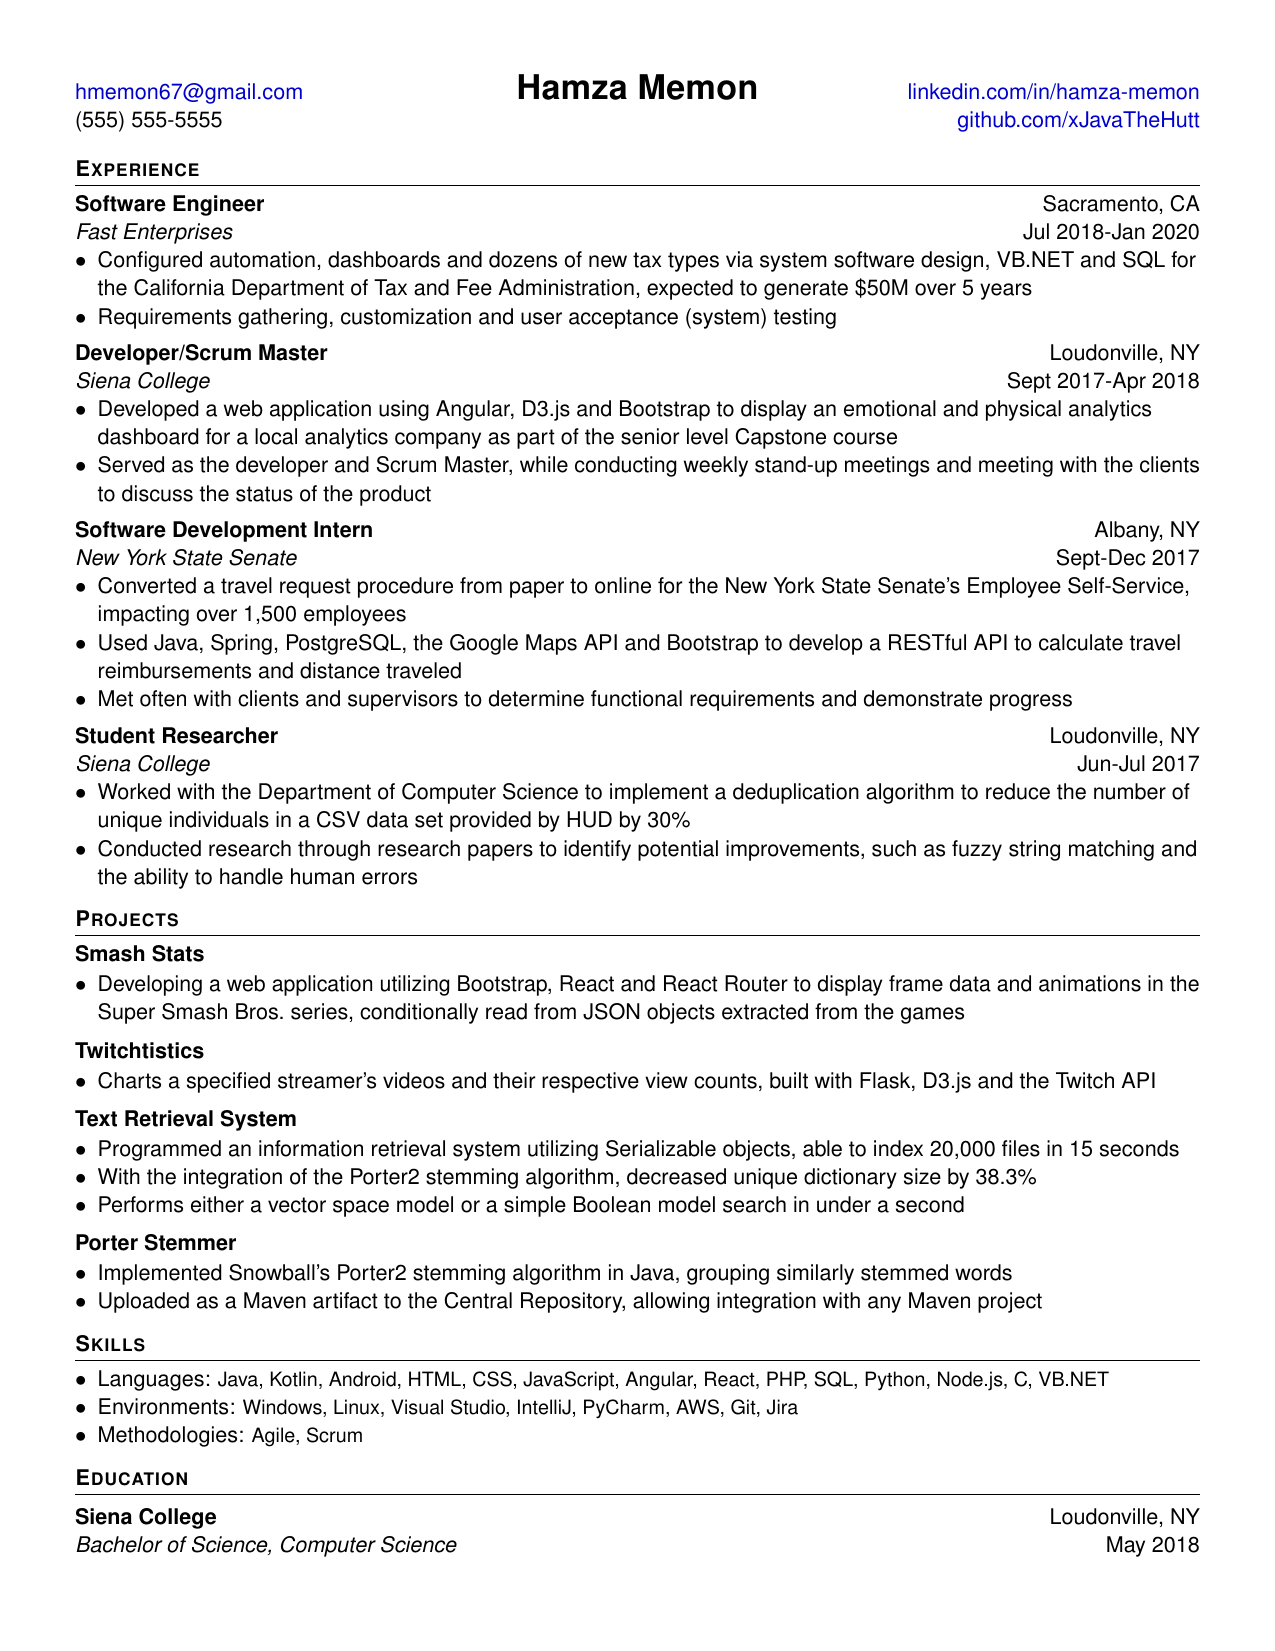 hmemon67@gmail.com Hamza Memon linkedin.com/in/hamza-memon
(555) 555-5555 github.com/xJavaTheHutt
EXPERIENCE
Software Engineer Sacramento, CA
Fast Enterprises Jul 2018-Jan 2020
• Configured automation, dashboards and dozens of new tax types via system software design, VB.NET and SQL for
the California Department of Tax and Fee Administration, expected to generate $50M over 5 years
• Requirements gathering, customization and user acceptance (system) testing
Developer/Scrum Master Loudonville, NY
Siena College Sept 2017-Apr 2018
• Developed a web application using Angular, D3.js and Bootstrap to display an emotional and physical analytics
dashboard for a local analytics company as part of the senior level Capstone course
• Served as the developer and Scrum Master, while conducting weekly stand-up meetings and meeting with the clients
to discuss the status of the product
Software Development Intern Albany, NY
New York State Senate Sept-Dec 2017
• Converted a travel request procedure from paper to online for the New York State Senate's Employee Self-Service,
impacting over 1,500 employees
• Used Java, Spring, PostgreSQL, the Google Maps API and Bootstrap to develop a RESTful API to calculate travel
reimbursements and distance traveled
• Met often with clients and supervisors to determine functional requirements and demonstrate progress
Student Researcher Loudonville, NY
Siena College Jun-Jul 2017
• Worked with the Department of Computer Science to implement a deduplication algorithm to reduce the number of
unique individuals in a CSV data set provided by HUD by 30%
• Conducted research through research papers to identify potential improvements, such as fuzzy string matching and
the ability to handle human errors
PROJECTS
Smash Stats
• Developing a web application utilizing Bootstrap, React and React Router to display frame data and animations in the
Super Smash Bros. series, conditionally read from JSON objects extracted from the games
Twitchtistics
• Charts a specified streamer's videos and their respective view counts, built with Flask, D3.js and the Twitch API
Text Retrieval System
• Programmed an information retrieval system utilizing Serializable objects, able to index 20,000 files in 15 seconds
• With the integration of the Porter2 stemming algorithm, decreased unique dictionary size by 38.3%
• Performs either a vector space model or a simple Boolean model search in under a second
Porter Stemmer
• Implemented Snowball's Porter2 stemming algorithm in Java, grouping similarly stemmed words
• Uploaded as a Maven artifact to the Central Repository, allowing integration with any Maven project
SKILLS
• Languages: Java, Kotlin, Android, HTML, CSS, JavaScript, Angular, React, PHP, SQL, Python, Node.js, C, VB.NET
• Environments: Windows, Linux, Visual Studio, IntelliJ, PyCharm, AWS, Git, Jira
• Methodologies: Agile, Scrum
EDUCATION
Siena College Loudonville, NY
Bachelor of Science, Computer Science May 2018